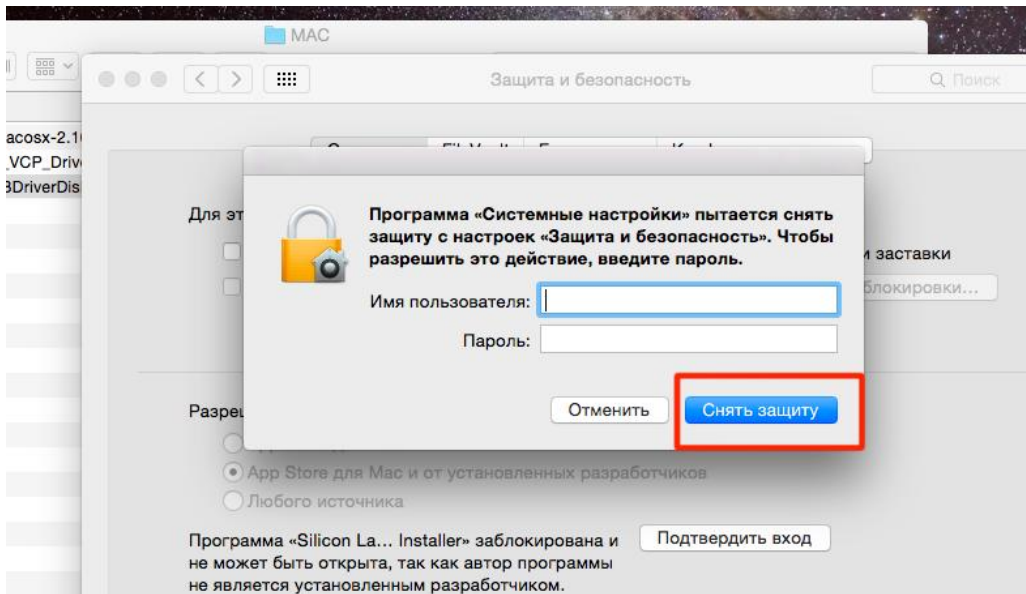 MAC
Защита и безопасность
Поиск
acosx-2.1
_VCP_Driv
BDriverDis
Для эт
Программа «Системные настройки» пытается снять
защиту с настроек «Защита и безопасность». Чтобы
разрешить это действие, введите пароль.
и заставки
блокировки...
Имя пользователя:
Пароль:
Отменить
Снять защиту
Разреш
App Store для Mac и от установленных разработчиков
Любого источника
Программа «Silicon La... Installer» заблокирована и
не может быть открыта, так как автор программы
не является установленным разработчиком.
Подтвердить вход